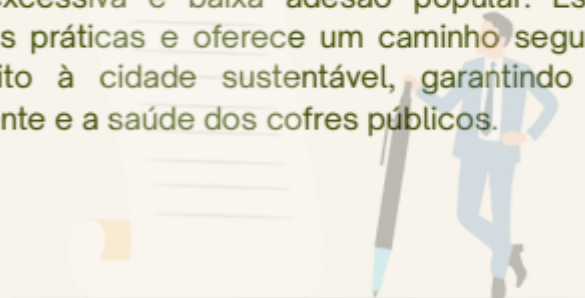 excessiva e baixa adesão popular. Es
s práticas e oferece um caminho segu
ito à cidade sustentável, garantindo
nte e a saúde dos cofres públicos.